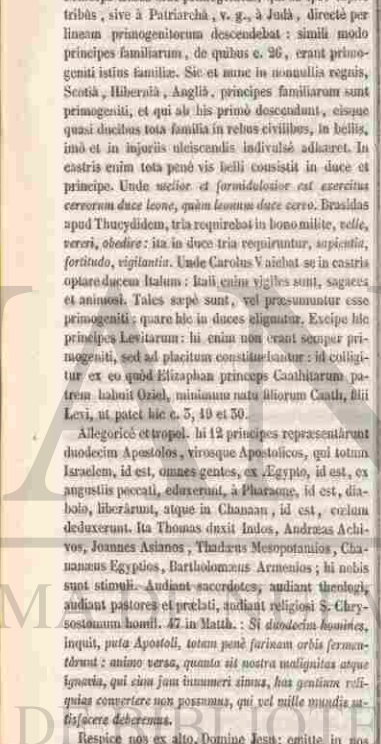 tribûs, sive à Patriarchâ, v. g., à Judâ, directè per
lineam primogenitorum descendebat : simili modo
principes familiarum, de quibus c. 26, erant primo-
geniti istius familiæ. Sic et nunc in nonnullis regnis,
Scotiâ, Hiberniâ, Angliâ, principes familiarum sunt
primogeniti, et qui ab his primò descendunt, eisque
quasi ducibus tota familia in rebus civilibus, in bellis,
imò et in injuriis ulciscendis indivulsè adhæret. In
castris enim tota penè vis belli consistit in duce et
principe. Unde melior et formidolosior est exercitus
cervorum duce leone, quàm leonum duce cervo. Brasidas
apud Thucydidem, tria requirebat in bono milite, velle,
vereri, obedire : ita in duce tria requiruntur, sapientia,
fortitudo, vigilantia. Unde Carolus V aiebat se in castris
optare ducem Italum : Itali enim vigiles sunt, sagaces
et animosi. Tales sæpè sunt, vel præsumuntur esse
primogeniti : quare hic in duces eliguntur. Excipe hic
principes Levitarum : hi enim non erant semper pri-
mogeniti, sed ad placitum constituebantur : id colligi-
tur ex eo quòd Elizaphan princeps Caathitarum pa-
trem habuit Oziel, minimum natu filiorum Caath, filii
Levi, ut patet hic c. 3, 19 et 30.
Allegoricè et tropol. hi 12 principes repræsentârunt
duodecim Apostolos, virosque Apostolicos, qui totum
Israelem, id est, omnes gentes, ex Ægypto, id est, ex
angustiis peccati, eduxerunt, à Pharaone, id est, dia-
bolo, liberârunt, atque in Chanaan, id est, cœlum
deduxerunt. Ita Thomas duxit Indos, Andræas Achi-
vos, Joannes Asianos, Thadæus Mesopotamios, Cha-
nanæus Egyptios, Bartholomæus Armenios ; hi nobis
sunt stimuli. Audiant sacerdotes, audiant theologi,
audiant pastores et prælati, audiant religiosi S. Chry-
sostomum homil. 47 in Matth. : Si duodecim homines,
inquit, puta Apostoli, totam penè farinam orbis fermen-
târunt : animo versa, quanta sit nostra malignitas atque
ignavia, qui cùm jam innumeri simus, has gentium reli-
quias convertere non possumus, qui vel mille mundis sa-
tisfacere deberemus.
Respice nos ex alto, Domine Jesu ; emitte in nos